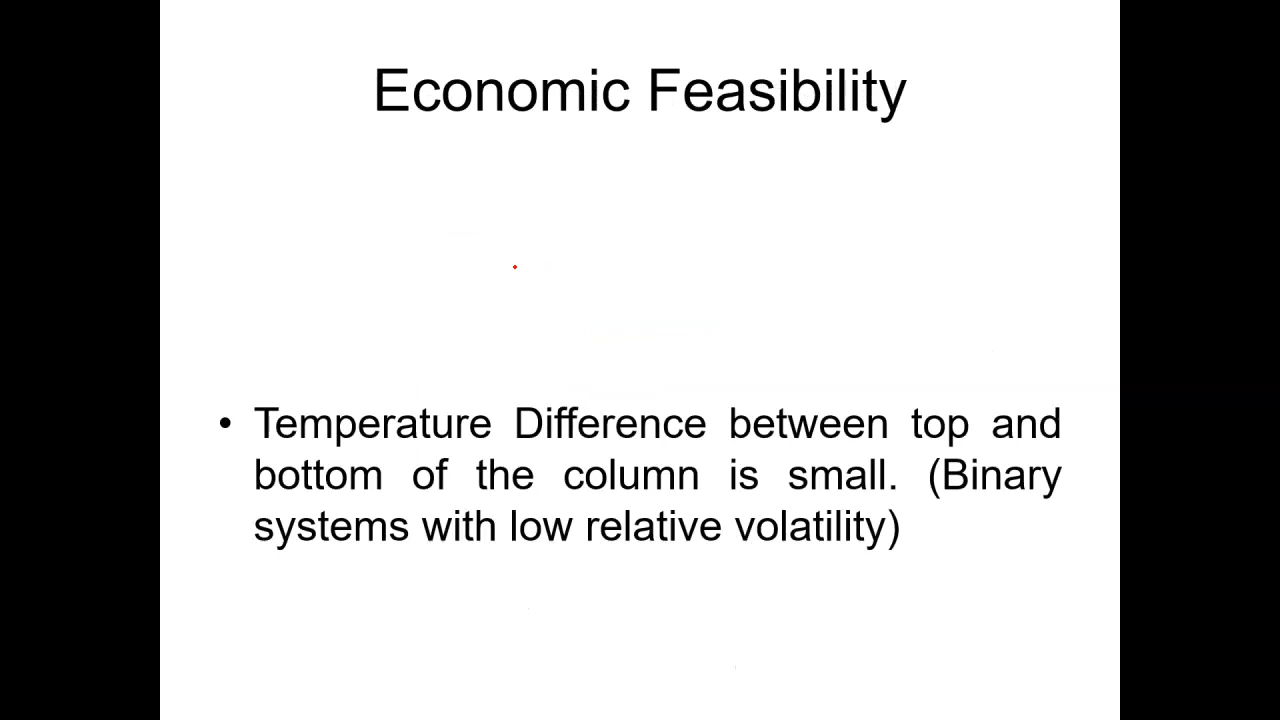 Economic Feasibility
• Temperature Difference between top and
bottom of the column is small. (Binary
systems with low relative volatility)